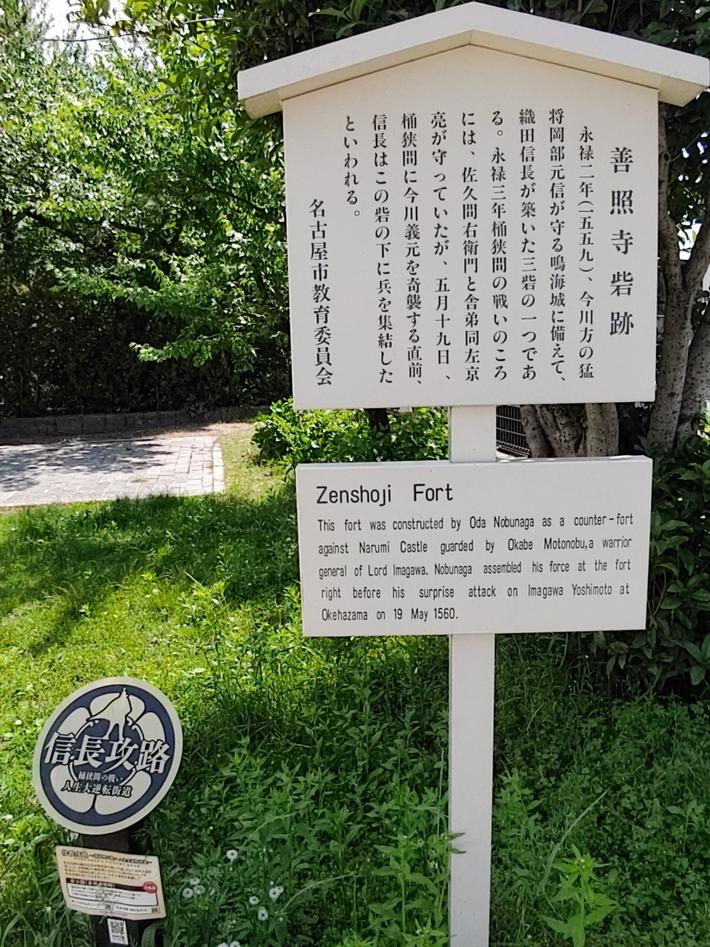 善照寺砦跡
永禄二年(一五五九)、今川方の猛
将岡部元信が守る鳴海城に備えて、
織田信長が築いた三砦の一つであ
る。永禄三年桶狭間の戦いのころ
には、佐久間右衛門と舎弟同左京
亮が守っていたが、五月十九日、
桶狭間に今川義元を奇襲する直前、
信長はこの砦の下に兵を集結した
といわれる。
名古屋市教育委員会
Zenshoji Fort
This fort was constructed by Oda Nobunaga as a counter-fort
against Narumi Castle guarded by Okabe Motonobu,a warrior
general of Lord Imagawa. Nobunaga assembled his force at the fort
right before his surprise attack on Imagawa Yoshimoto at
Okehazama on 19 May 1560.
信長攻路
桶狭間の戦い
人生大逆転街道